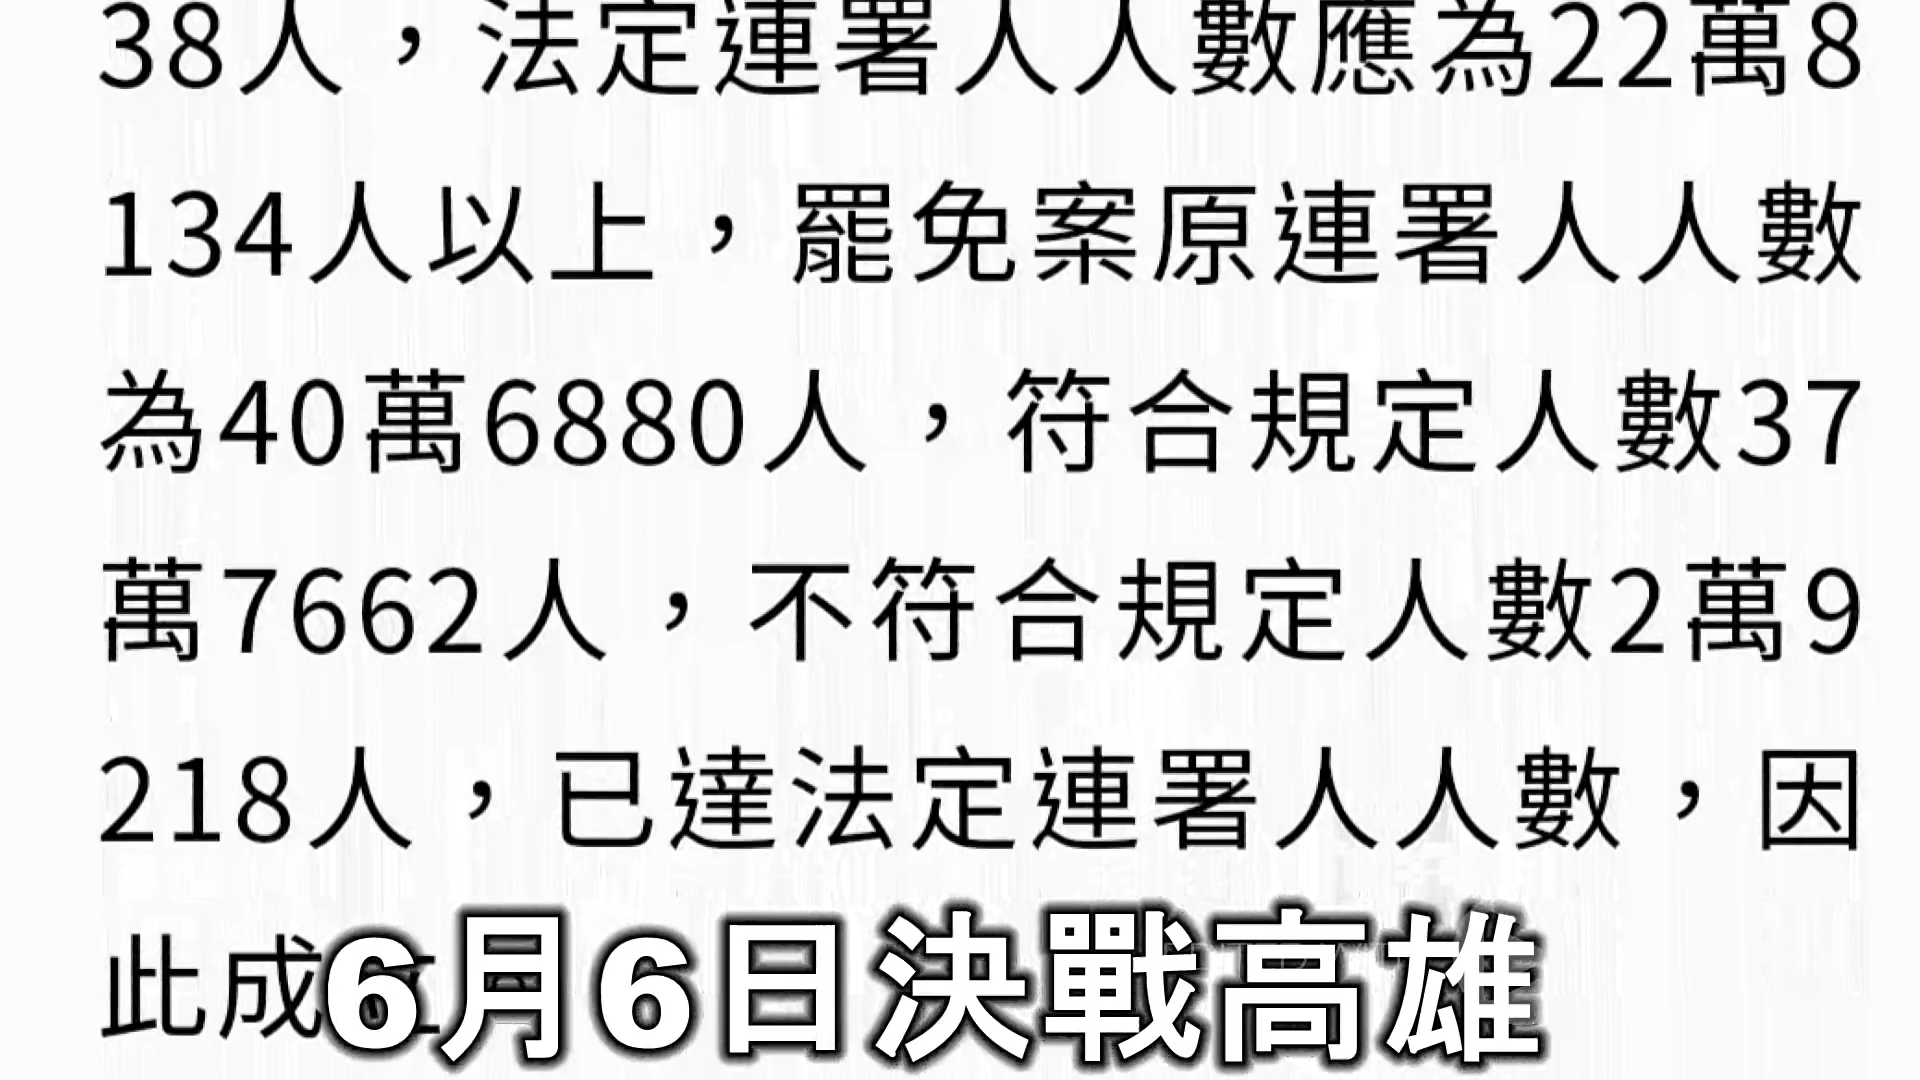 38人，法定連署人人數應為22萬8
134人以上，罷免案原連署人人數
為40萬6880人，符合規定人數37
萬7662人，不符合規定人數2萬9
218人，已達法定連署人人數，因
此成
6月6日決戰高雄